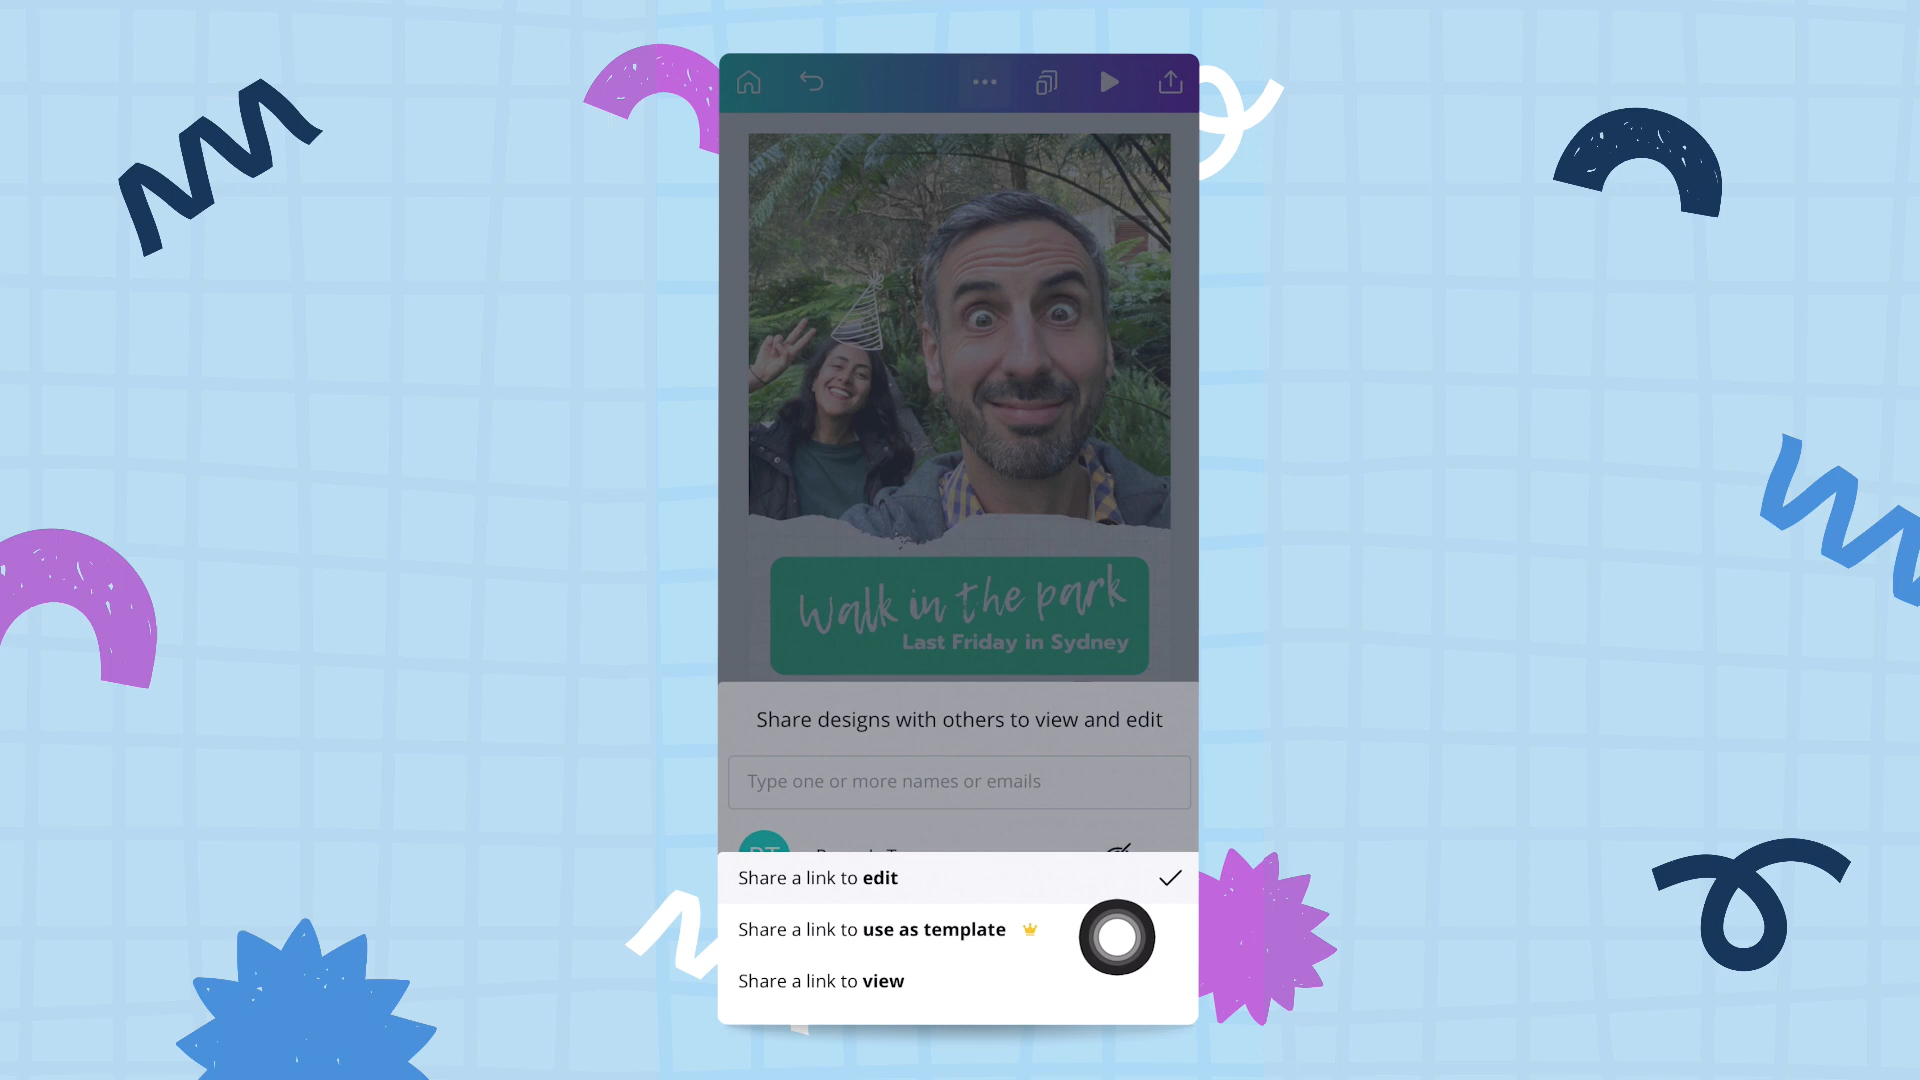 Walk in the park
Last Friday in Sydney
Share designs with others to view and edit
Type one or more names or emails
Share a link to edit
Share a link to use as template
Share a link to view